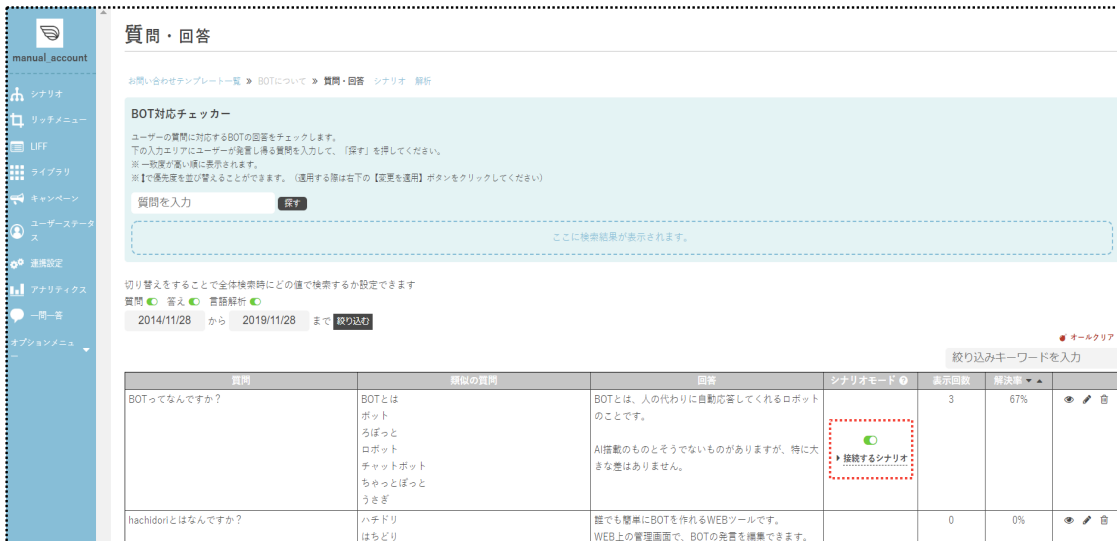 manual_account
シナリオ
リッチメニュー
LIFF
ライブラリ
キャンペーン
ユーザーステータ
ス
連携設定
アナリティクス
一問一答
オプションメニュ
ー
質問・回答
お問い合わせテンプレート一覧 » BOTについて » 質問・回答 シナリオ 解析
BOT対応チェッカー
ユーザーの質問に対応するBOTの回答をチェックします。
下の入力エリアにユーザーが発言し得る質問を入力して、「探す」を押してください。
※一致度が高い順に表示されます。
※で優先度を並び替えることができます。（適用する際は右下の【変更を適用】ボタンをクリックしてください）
質問を入力 探す
ここに検索結果が表示されます。
切り替えをすることで全体検索時にどの値で検索するか設定できます
質問 答え 言語解析
2014/11/28 から 2019/11/28 まで 絞り込む
オールクリア
絞り込みキーワードを入力
質問 類似の質問 回答 シナリオモード 表示回数 解決率
BOTってなんですか？
BOTとは
ボット
ろぼっと
ロボット
チャットボット
ちゃっとぼっと
うさぎ
BOTとは、人の代わりに自動応答してくれるロボット
のことです。
AI搭載のものとそうでないものがありますが、特に大
きな差はありません。
接続するシナリオ
3 67%
hachidoriとはなんですか？
ハチドリ
はちどり
誰でも簡単にBOTを作れるWEBツールです。
WEB上の管理画面で、BOTの発言を編集できます。
0 0%